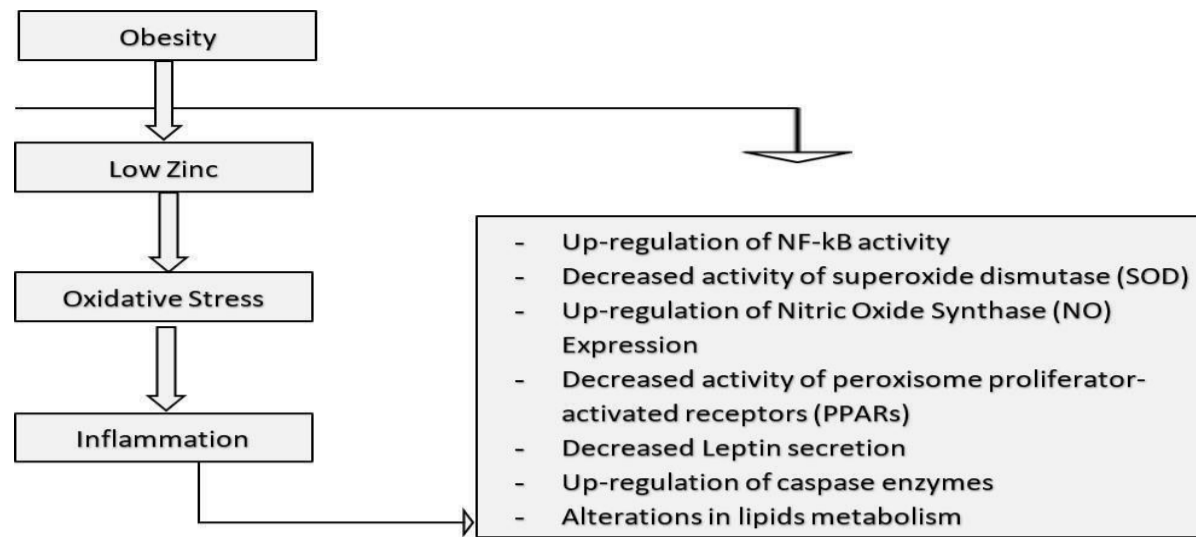 Obesity
Low Zinc
Oxidative Stress
Inflammation
- Up-regulation of NF-kB activity
- Decreased activity of superoxide dismutase (SOD)
- Up-regulation of Nitric Oxide Synthase (NO)
Expression
- Decreased activity of peroxisome proliferator-
activated receptors (PPARs)
- Decreased Leptin secretion
- Up-regulation of caspase enzymes
- Alterations in lipids metabolism